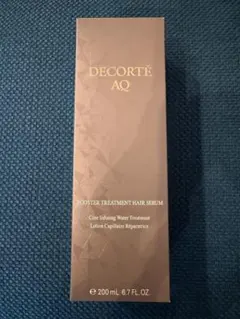 DECORTÉ
AQ
BOOSTER TREATMENT HAIR SERUM
Core Infusing Water Treatment
Lotion Capillaire Réparatrice
℮ 200 mL 6.7 FL.OZ.